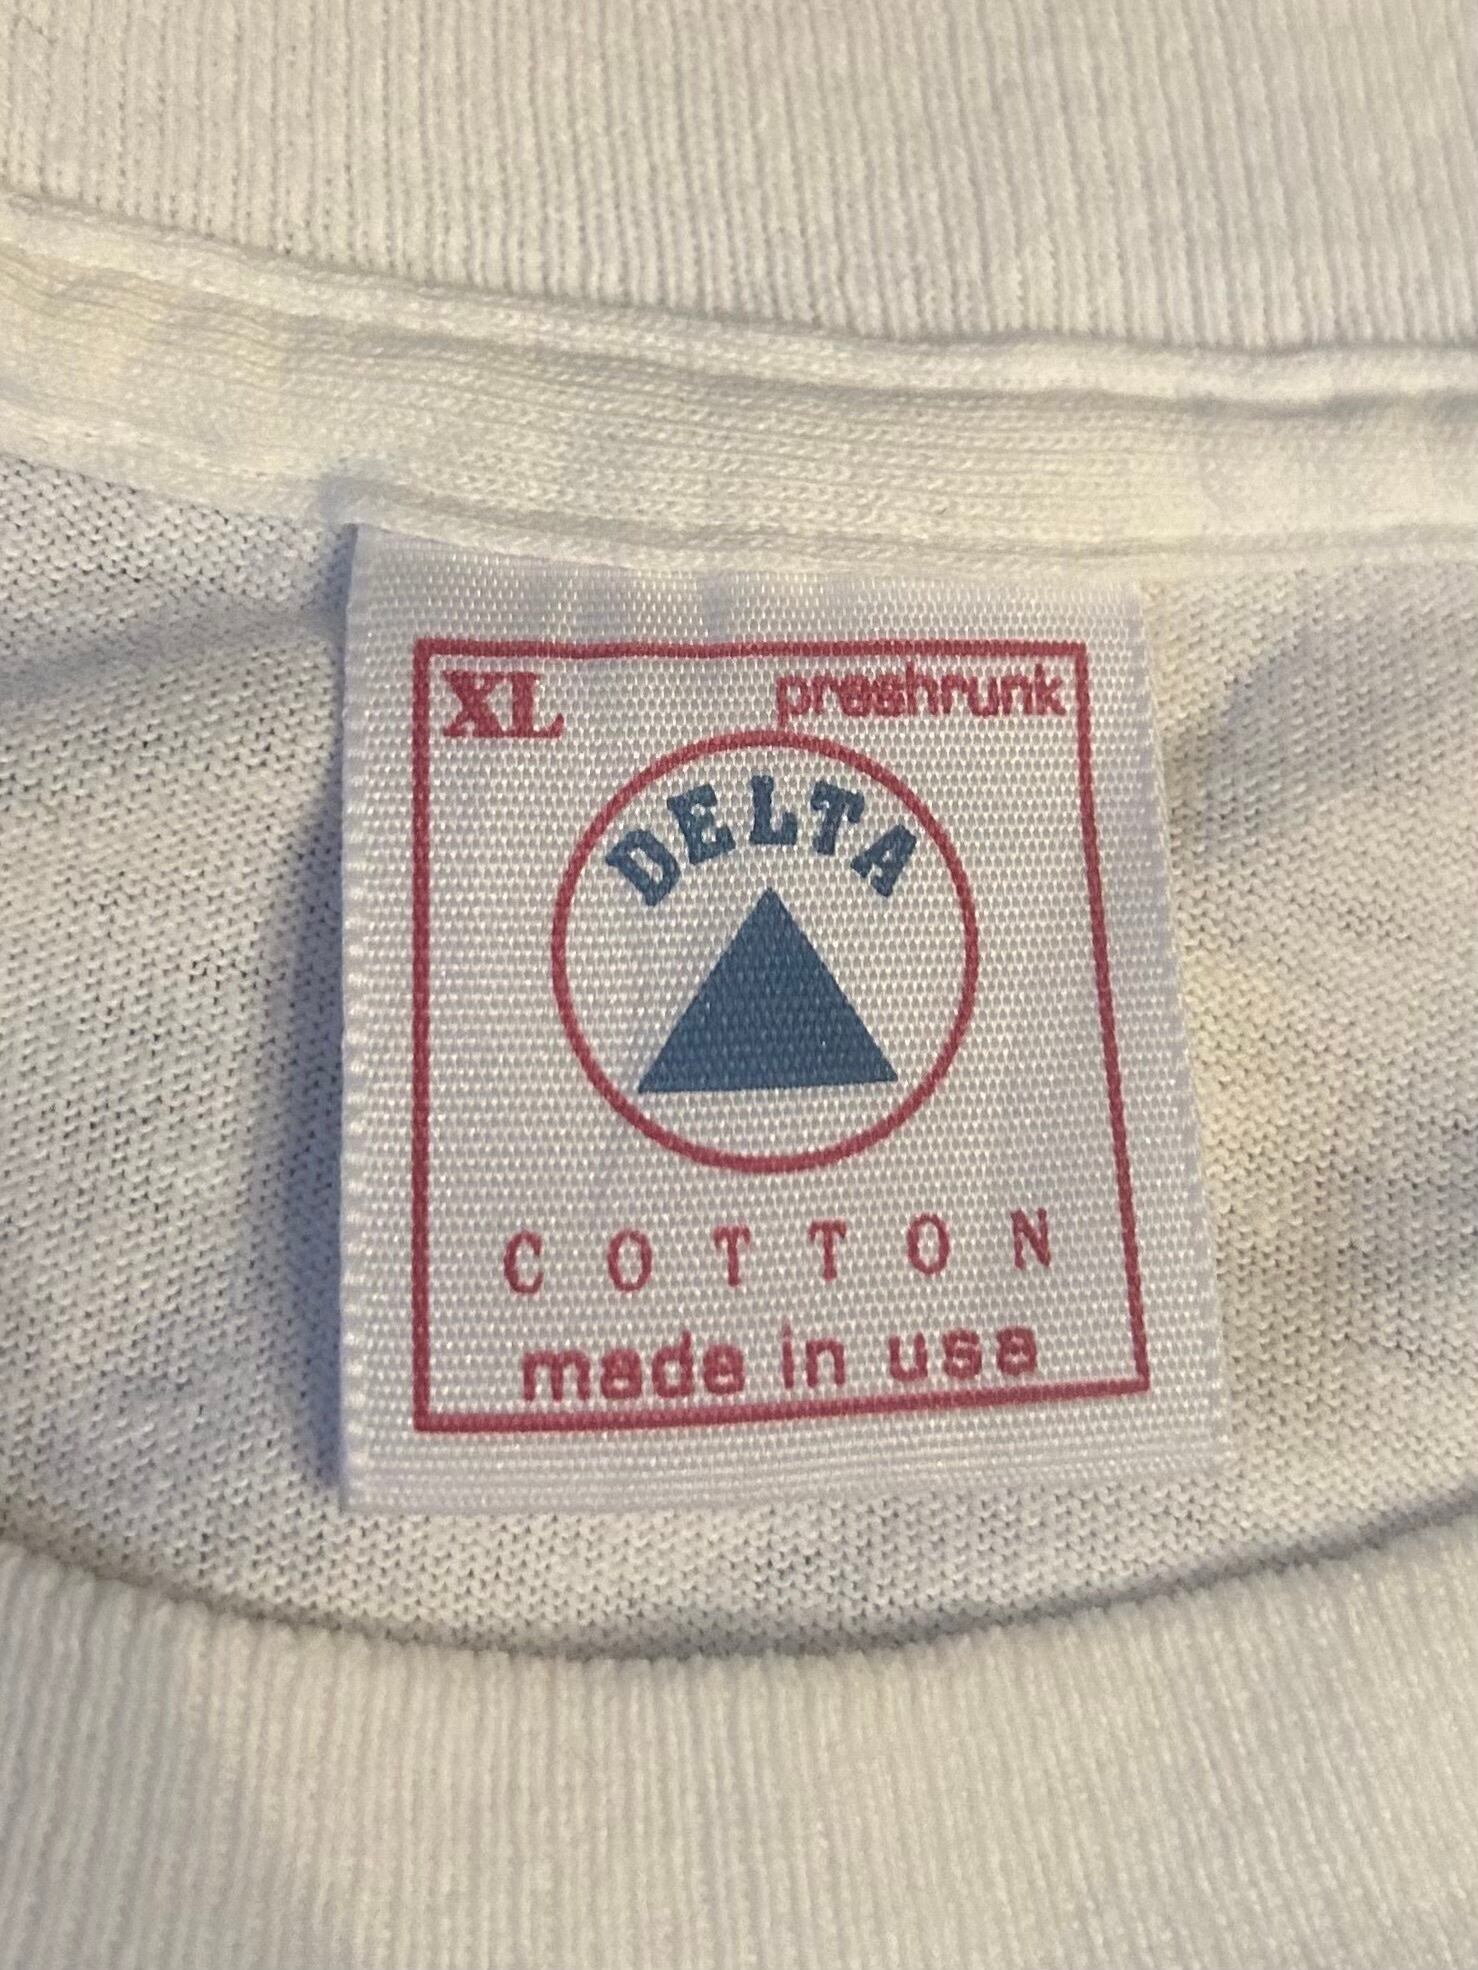 XL preshrunk
DELTA
COTTON
made in usa